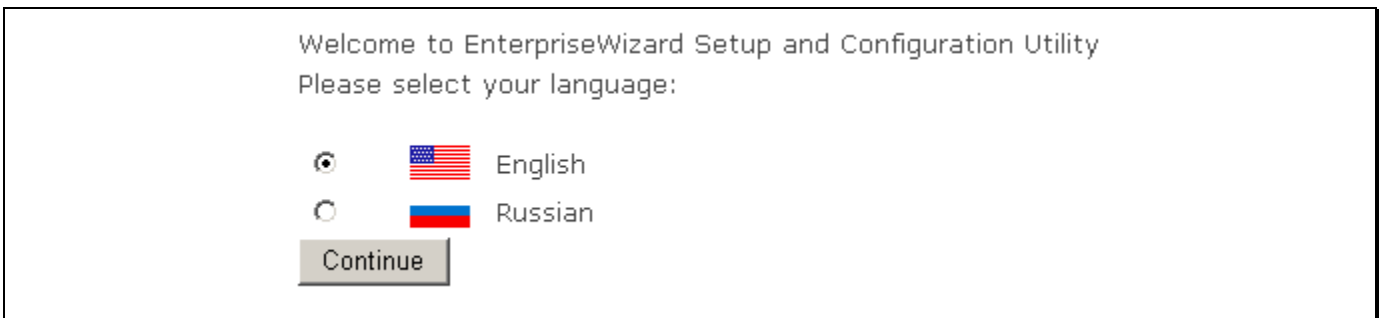 Welcome to EnterpriseWizard Setup and Configuration Utility
Please select your language:
English
Russian
Continue